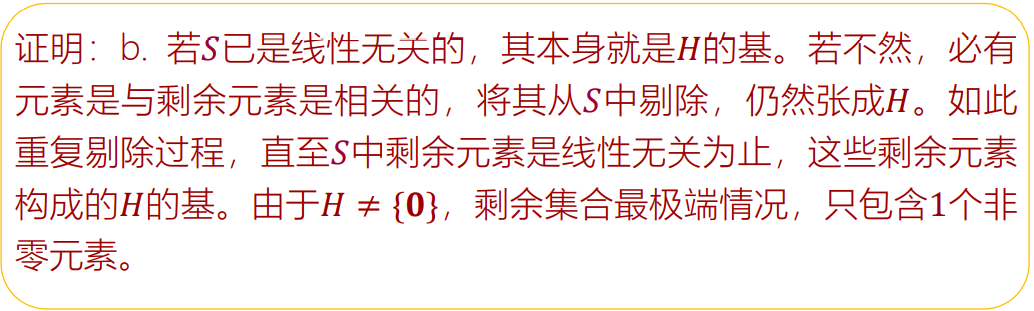 证明：b. 若𝑆已是线性无关的，其本身就是𝐻的基。若不然，必有
元素是与剩余元素是相关的，将其从𝑆中剔除，仍然张成𝐻。如此
重复剔除过程，直至𝑆中剩余元素是线性无关为止，这些剩余元素
构成的𝐻的基。由于𝐻 ≠ {𝟎}，剩余集合最极端情况，只包含1个非
零元素。